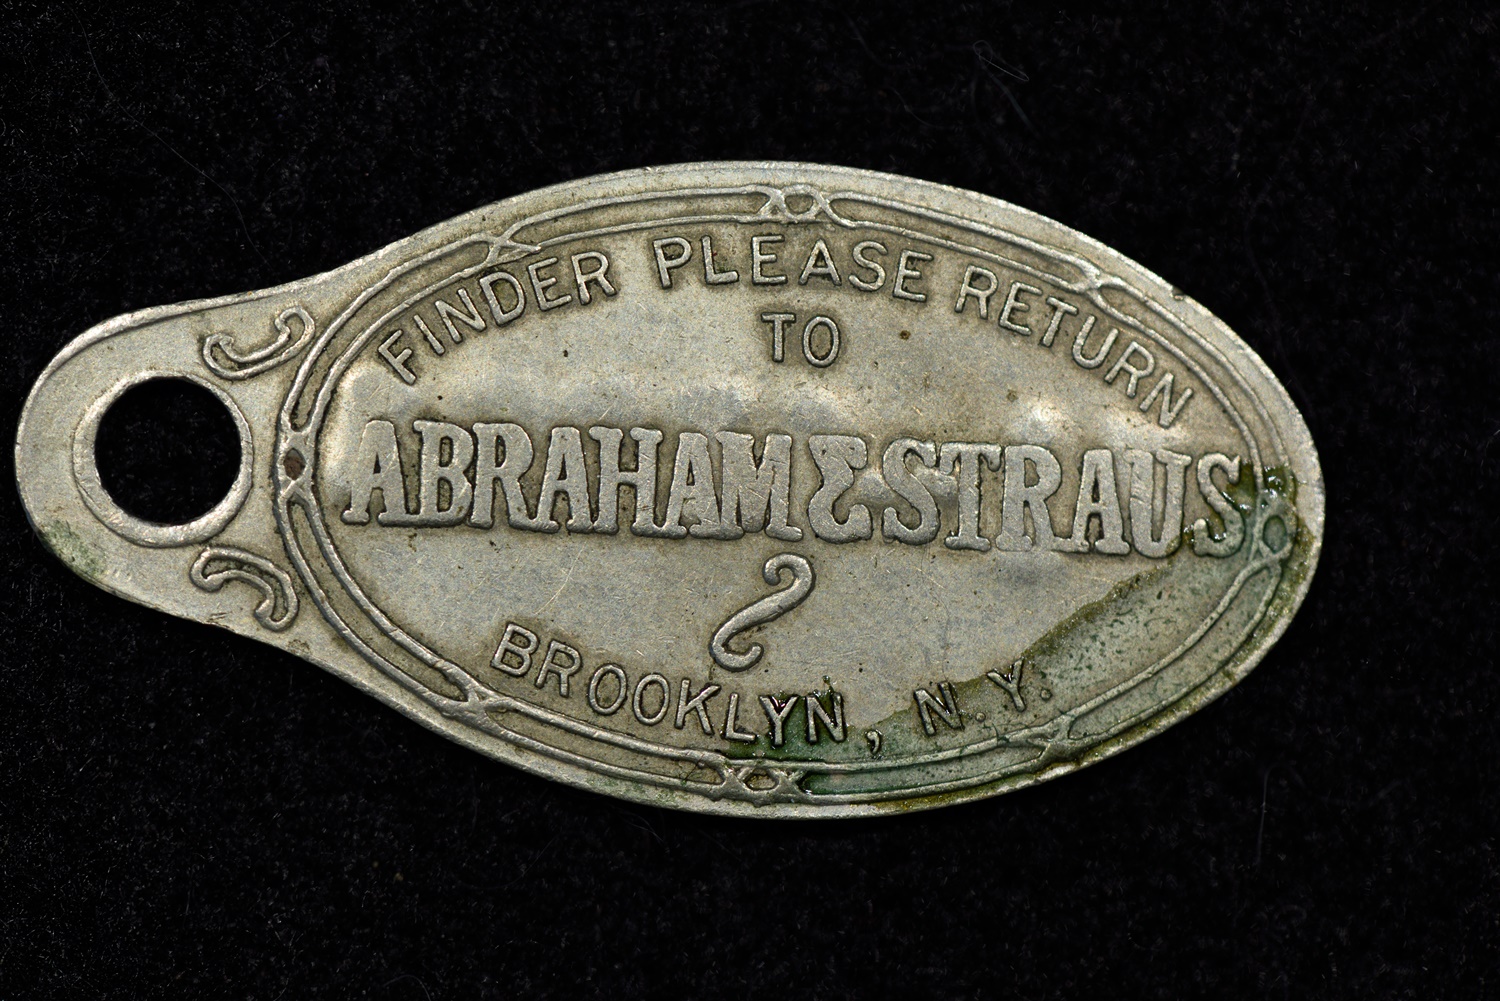 FINDER PLEASE RETURN
TO
ABRAHAM & STRAUS
BROOKLYN, N.Y.